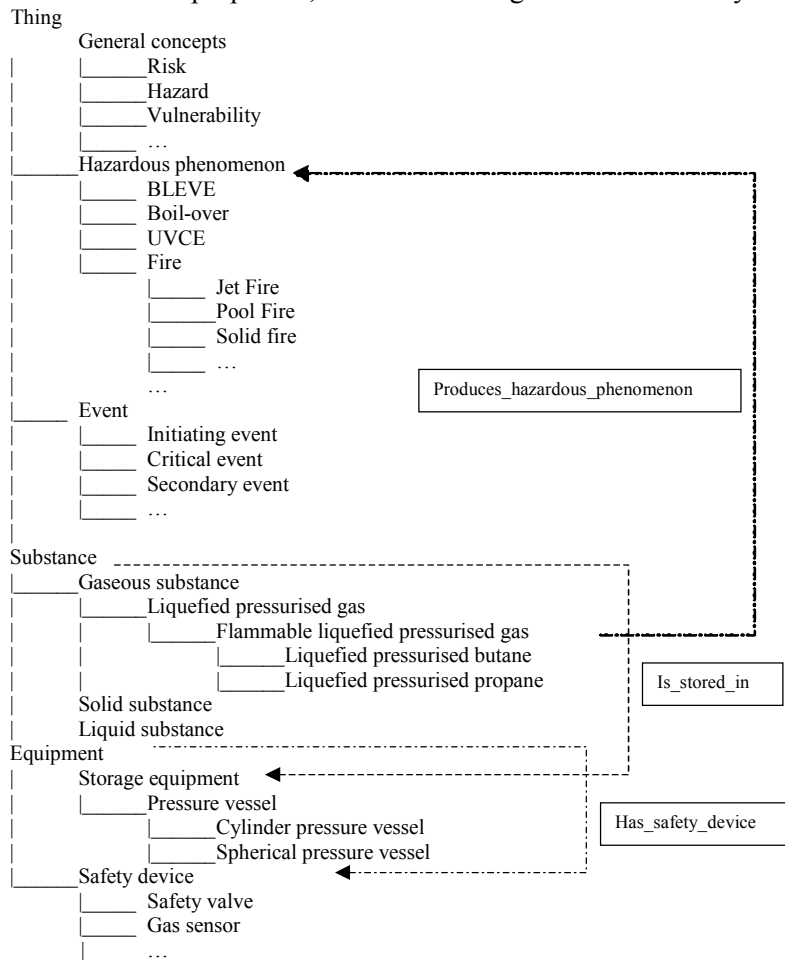 Thing
General concepts
Risk
Hazard
Vulnerability
…
Hazardous phenomenon
BLEVE
Boil-over
UVCE
Fire
Jet Fire
Pool Fire
Solid fire
…
…
Produces_hazardous_phenomenon
Event
Initiating event
Critical event
Secondary event
…
Substance
Gaseous substance
Liquefied pressurised gas
Flammable liquefied pressurised gas
Liquefied pressurised butane
Liquefied pressurised propane
Is_stored_in
Solid substance
Liquid substance
Equipment
Storage equipment
Pressure vessel
Cylinder pressure vessel
Spherical pressure vessel
Has_safety_device
Safety device
Safety valve
Gas sensor
…